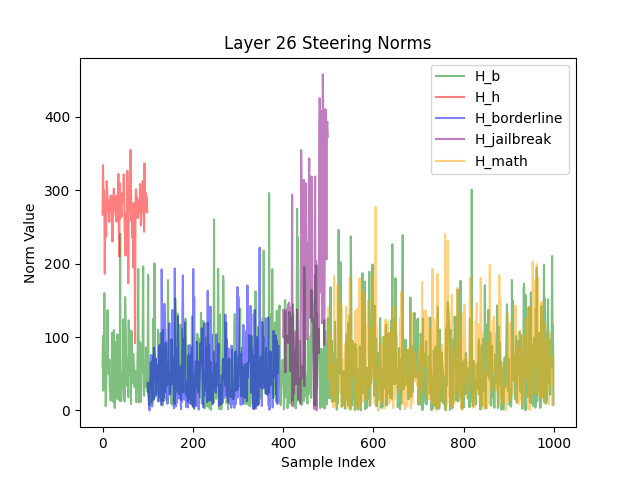 Layer 26 Steering Norms
H_b
H_h
H_borderline
H_jailbreak
H_math
Norm Value
400
300
200
100
0
0 200 400 600 800 1000
Sample Index